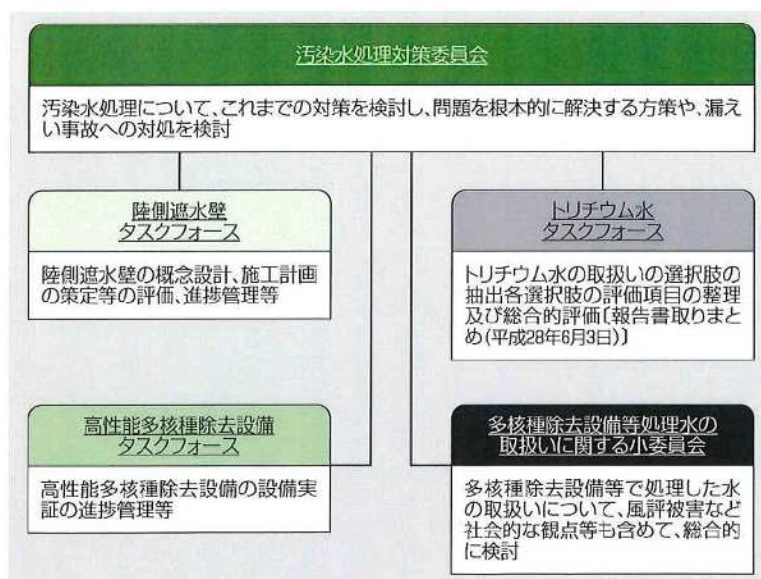 汚染水処理対策委員会
汚染水処理について、これまでの対策を検討し、問題を根本的に解決する方策や、漏え
い事故への対処を検討
陸側遮水壁
タスクフォース
陸側遮水壁の概念設計、施工計画
の策定等の評価、進捗管理等
トリチウム水
タスクフォース
トリチウム水の取扱いの選択肢の
抽出各選択肢の評価項目の整理
及び総合的評価〔報告書取りまと
め(平成28年6月3日)〕
高性能多核種除去設備
タスクフォース
高性能多核種除去設備の設備実
証の進捗管理等
多核種除去設備等処理水の
取扱いに関する小委員会
多核種除去設備等で処理した水
の取扱いについて、風評被害など
社会的な観点等も含めて、総合的
に検討